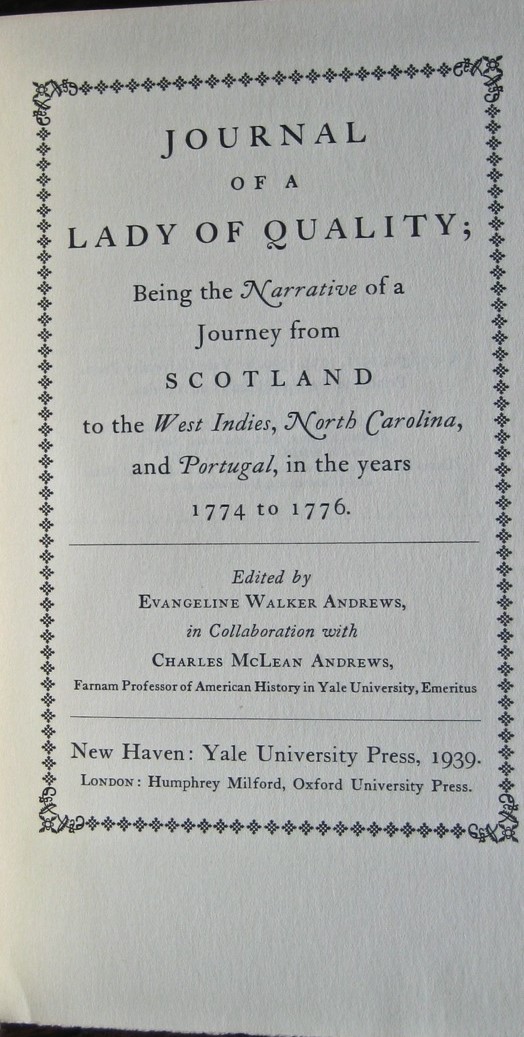 JOURNAL
OF A
LADY OF QUALITY;
Being the Narrative of a
Journey from
SCOTLAND
to the West Indies, North Carolina,
and Portugal, in the years
1774 to 1776.
Edited by
EVANGELINE WALKER ANDREWS,
in Collaboration with
CHARLES MCLEAN ANDREWS,
Farnam Professor of American History in Yale University, Emeritus
New Haven: Yale University Press, 1939.
LONDON: Humphrey Milford, Oxford University Press.